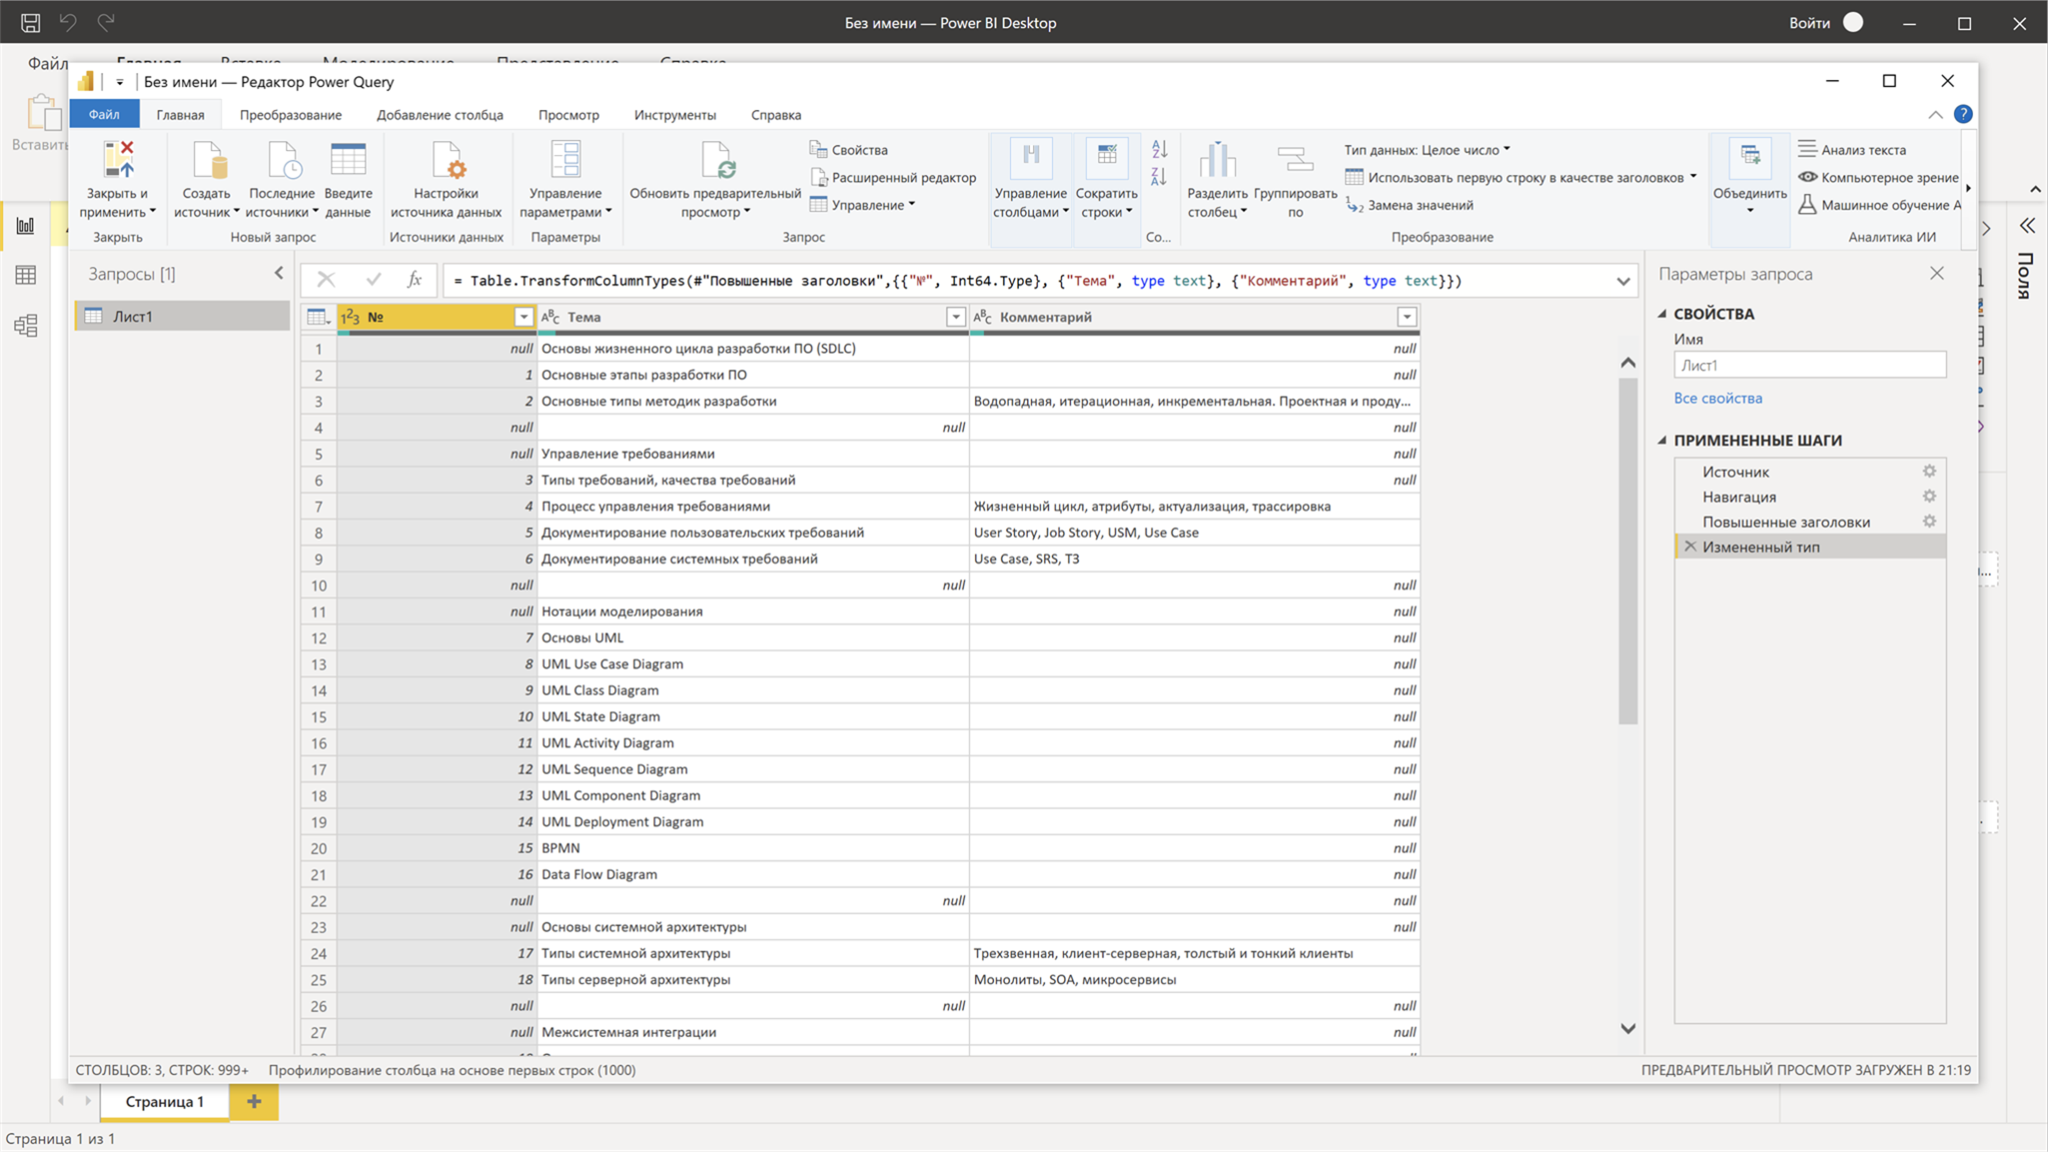 Без имени — Power BI Desktop
Войти
Файл Главная Вставка Моделирование Представление Справка
Вставить
Без имени — Редактор Power Query
Файл Главная Преобразование Добавление столбца Просмотр Инструменты Справка
Закрыть и применить
Закрыть
Создать источник
Последние источники
Введите данные
Новый запрос
Настройки источника данных
Источники данных
Управление параметрами
Параметры
Обновить предварительный просмотр
Свойства
Расширенный редактор
Управление
Запрос
Управление столбцами
Сократить строки
Со...
Разделить столбец
Группировать по
Тип данных: Целое число
Использовать первую строку в качестве заголовков
Замена значений
Преобразование
Объединить
Анализ текста
Компьютерное зрение
Машинное обучение А
Аналитика ИИ
Поля
Запросы [1]
Лист1
fx = Table.TransformColumnTypes(#"Повышенные заголовки",{{"№", Int64.Type}, {"Тема", type text}, {"Комментарий", type text}})
№ Тема Комментарий
1 null Основы жизненного цикла разработки ПО (SDLC) null
2 1 Основные этапы разработки ПО null
3 2 Основные типы методик разработки Водопадная, итерационная, инкрементальная. Проектная и проду...
4 null null null
5 null Управление требованиями null
6 3 Типы требований, качества требований null
7 4 Процесс управления требованиями Жизненный цикл, атрибуты, актуализация, трассировка
8 5 Документирование пользовательских требований User Story, Job Story, USM, Use Case
9 6 Документирование системных требований Use Case, SRS, ТЗ
10 null null null
11 null Нотации моделирования null
12 7 Основы UML null
13 8 UML Use Case Diagram null
14 9 UML Class Diagram null
15 10 UML State Diagram null
16 11 UML Activity Diagram null
17 12 UML Sequence Diagram null
18 13 UML Component Diagram null
19 14 UML Deployment Diagram null
20 15 BPMN null
21 16 Data Flow Diagram null
22 null null null
23 null Основы системной архитектуры null
24 17 Типы системной архитектуры Трехзвенная, клиент-серверная, толстый и тонкий клиенты
25 18 Типы серверной архитектуры Монолиты, SOA, микросервисы
26 null null null
27 null Межсистемная интеграции null
Параметры запроса
СВОЙСТВА
Имя
Лист1
Все свойства
ПРИМЕНЕННЫЕ ШАГИ
Источник
Навигация
Повышенные заголовки
Измененный тип
СТОЛБЦОВ: 3, СТРОК: 999+ Профилирование столбца на основе первых строк (1000)
ПРЕДВАРИТЕЛЬНЫЙ ПРОСМОТР ЗАГРУЖЕН В 21:19
Страница 1
Страница 1 из 1